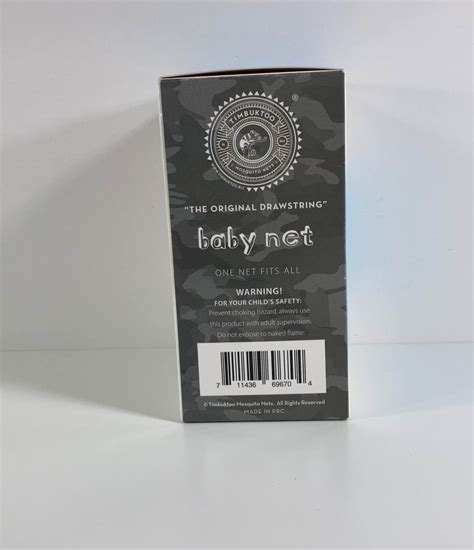 TIMBUKTOO
®
MOSQUITO NETS
"THE ORIGINAL DRAWSTRING"
baby net
ONE NET FITS ALL
WARNING!
FOR YOUR CHILD'S SAFETY:
Prevent choking hazard, always use
this product with adult supervision.
Do not expose to naked flame.
7 11436 69670 4
©Timbuktoo Mosquito Nets. All Rights Reserved
MADE IN PRC